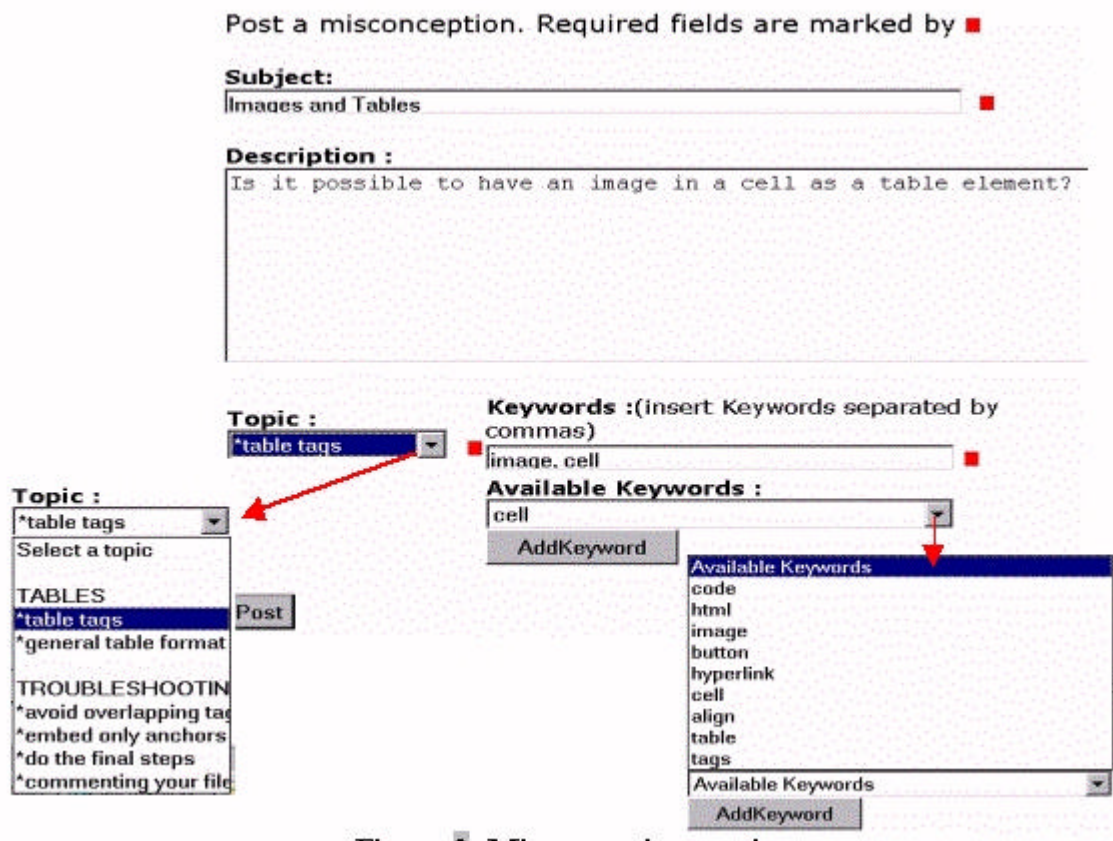 Post a misconception. Required fields are marked by
Subject:
Images and Tables
Description :
Is it possible to have an image in a cell as a table element?
Topic :
*table tags
Keywords :(insert Keywords separated by
commas)
image, cell
Available Keywords :
cell
AddKeyword
Topic :
*table tags
Select a topic
TABLES
*table tags
*general table format
TROUBLESHOOTIN
*avoid overlapping tag
*embed only anchors
*do the final steps
*commenting your file
Post
Available Keywords
code
html
image
button
hyperlink
cell
align
table
tags
Available Keywords
AddKeyword